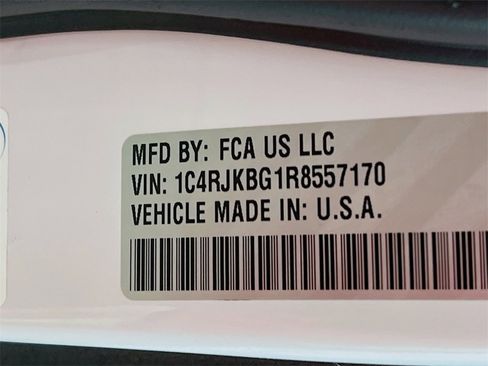 MFD BY: FCA US LLC
VIN: 1C4RJKBG1R8557170
VEHICLE MADE IN: U.S.A.